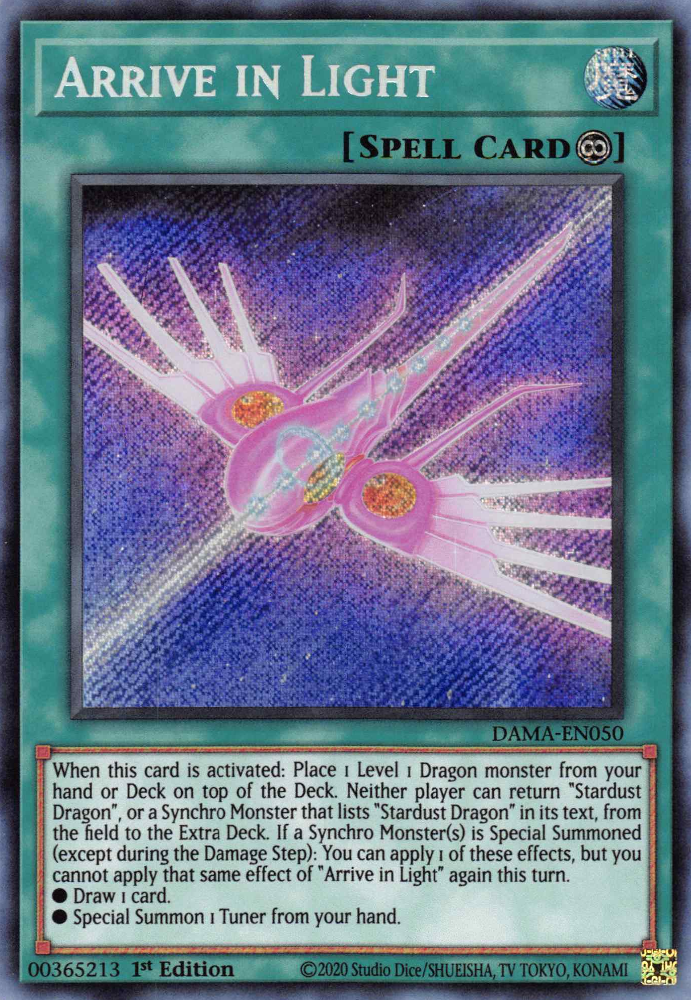 ARRIVE IN LIGHT
SPELL
魔
[SPELL CARD]
DAMA-EN050
When this card is activated: Place 1 Level 1 Dragon monster from your
hand or Deck on top of the Deck. Neither player can return "Stardust
Dragon", or a Synchro Monster that lists "Stardust Dragon" in its text, from
the field to the Extra Deck. If a Synchro Monster(s) is Special Summoned
(except during the Damage Step): You can apply 1 of these effects, but you
cannot apply that same effect of "Arrive in Light" again this turn.
● Draw 1 card.
● Special Summon 1 Tuner from your hand.
00365213 1st Edition ©2020 Studio Dice/SHUEISHA, TV TOKYO, KONAMI